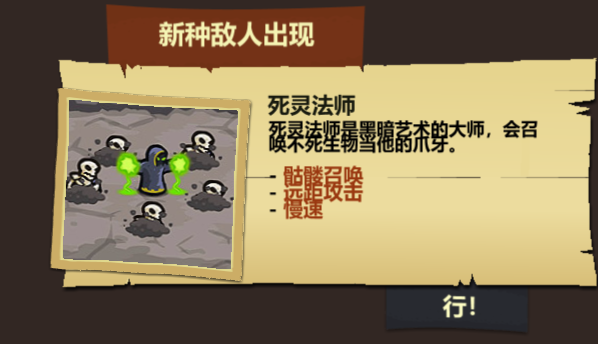 新种敌人出现
死灵法师
死灵法师是黑暗艺术的大师，会召
唤不死生物当他的爪牙。
- 骷髅召唤
- 远距攻击
- 慢速
行!